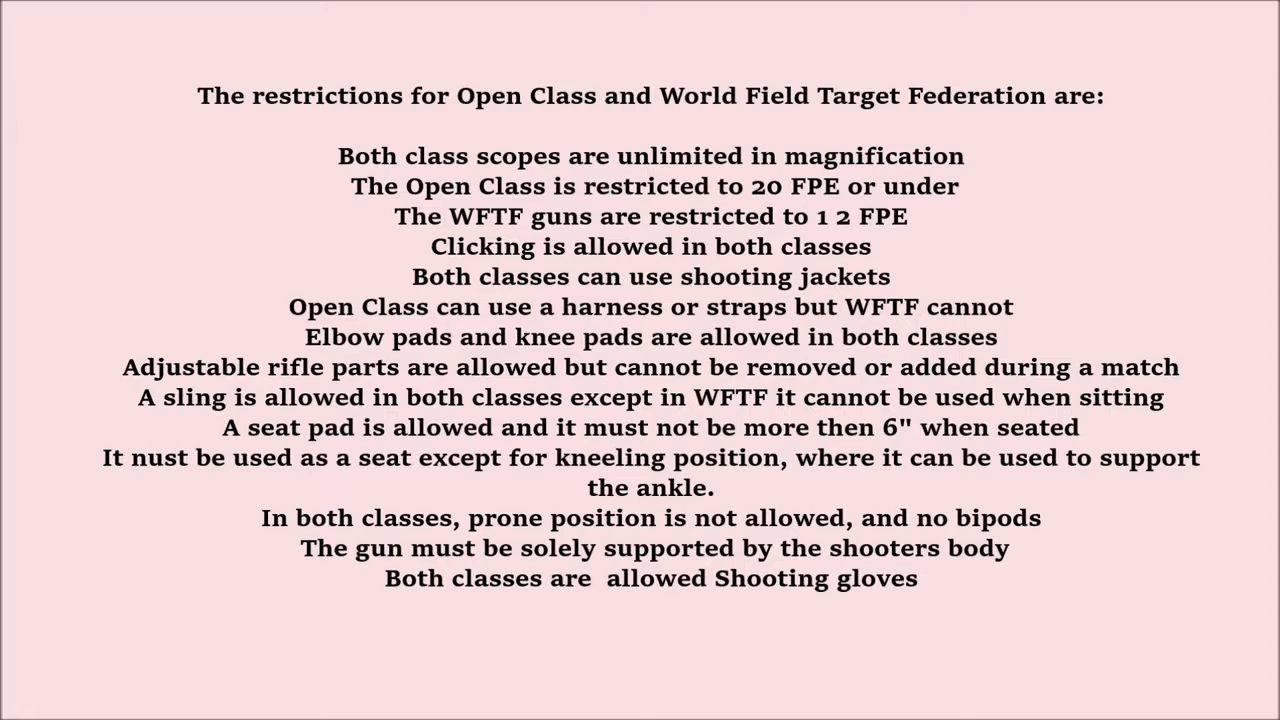 The restrictions for Open Class and World Field Target Federation are:
Both class scopes are unlimited in magnification
The Open Class is restricted to 20 FPE or under
The WFTF guns are restricted to 1 2 FPE
Clicking is allowed in both classes
Both classes can use shooting jackets
Open Class can use a harness or straps but WFTF cannot
Elbow pads and knee pads are allowed in both classes
Adjustable rifle parts are allowed but cannot be removed or added during a match
A sling is allowed in both classes except in WFTF it cannot be used when sitting
A seat pad is allowed and it must not be more then 6" when seated
It nust be used as a seat except for kneeling position, where it can be used to support
the ankle.
In both classes, prone position is not allowed, and no bipods
The gun must be solely supported by the shooters body
Both classes are  allowed Shooting gloves